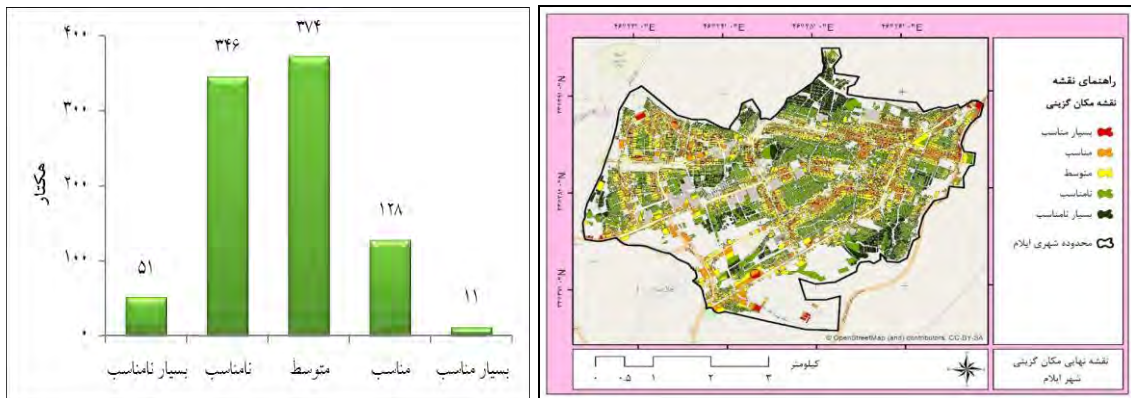 ۴۰۰
۳۰۰
۲۰۰
۱۰۰
۰
هکتار
۵۱
۳۴۶
۳۷۴
۱۲۸
۱۱
بسیار نامناسب
نامناسب
متوسط
مناسب
بسیار مناسب
راهنمای نقشه
نقشه مکان گزینی
بسیار مناسب
مناسب
متوسط
نامناسب
بسیار نامناسب
محدوده شهری ایلام
© OpenStreetMap (and) contributors, CC-BY-SA
کیلومتر
۰ ۰.۵ ۱ ۲ ۳
نقشه نهایی مکان گزینی
شهر ایلام